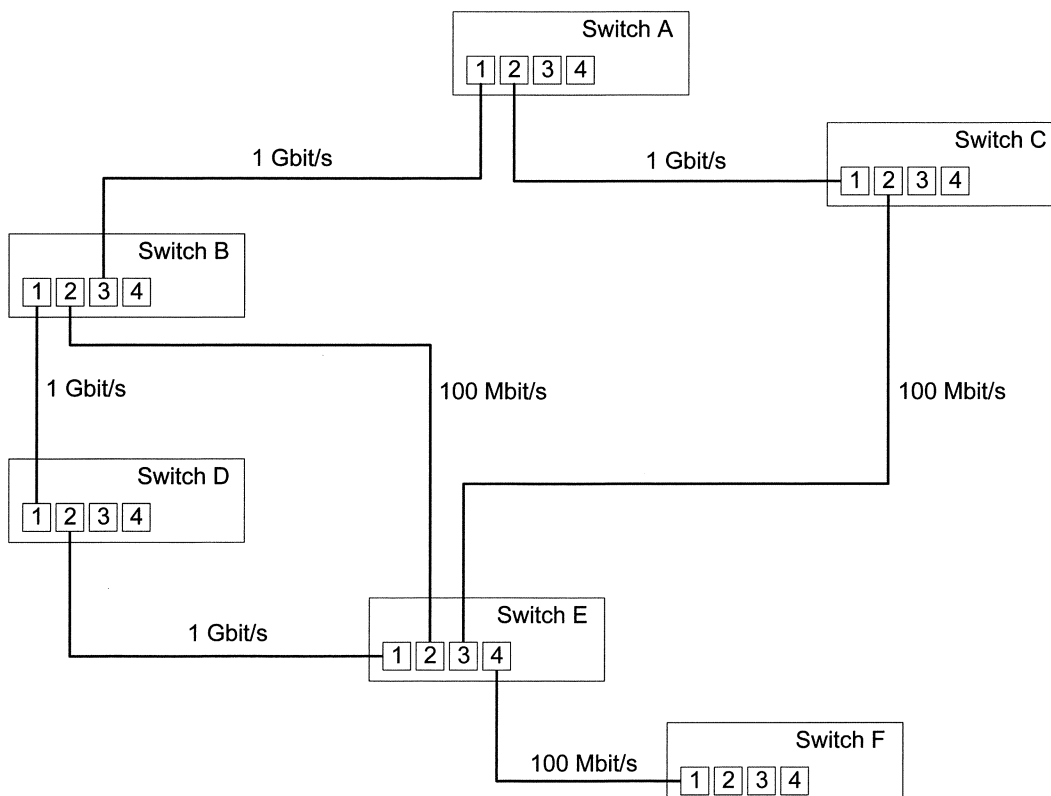 Switch A
1 2 3 4
1 Gbit/s
1 Gbit/s
Switch C
1 2 3 4
Switch B
1 2 3 4
1 Gbit/s
100 Mbit/s
100 Mbit/s
Switch D
1 2 3 4
Switch E
1 2 3 4
1 Gbit/s
Switch F
1 2 3 4
100 Mbit/s